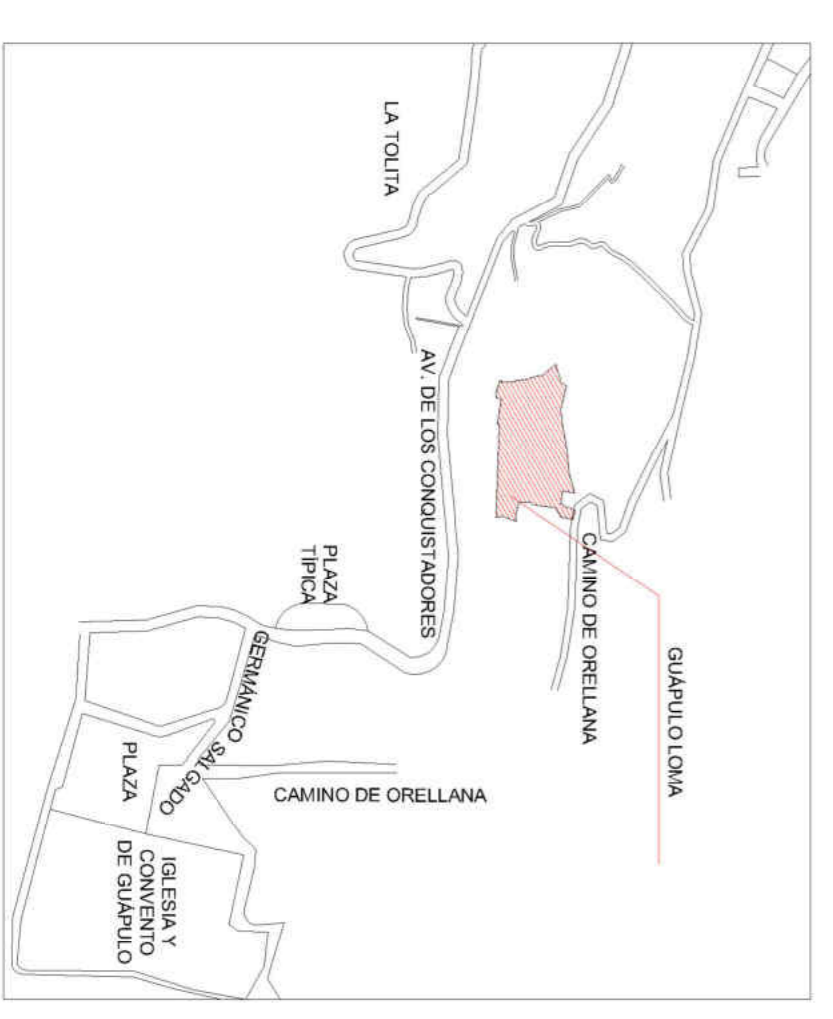 LA TOLITA
AV. DE LOS CONQUISTADORES
PLAZA
TÍPICA
CAMINO DE ORELLANA
GUÁPULO LOMA
GERMÁNICO SALGADO
CAMINO DE ORELLANA
PLAZA
IGLESIA Y
CONVENTO
DE GUÁPULO